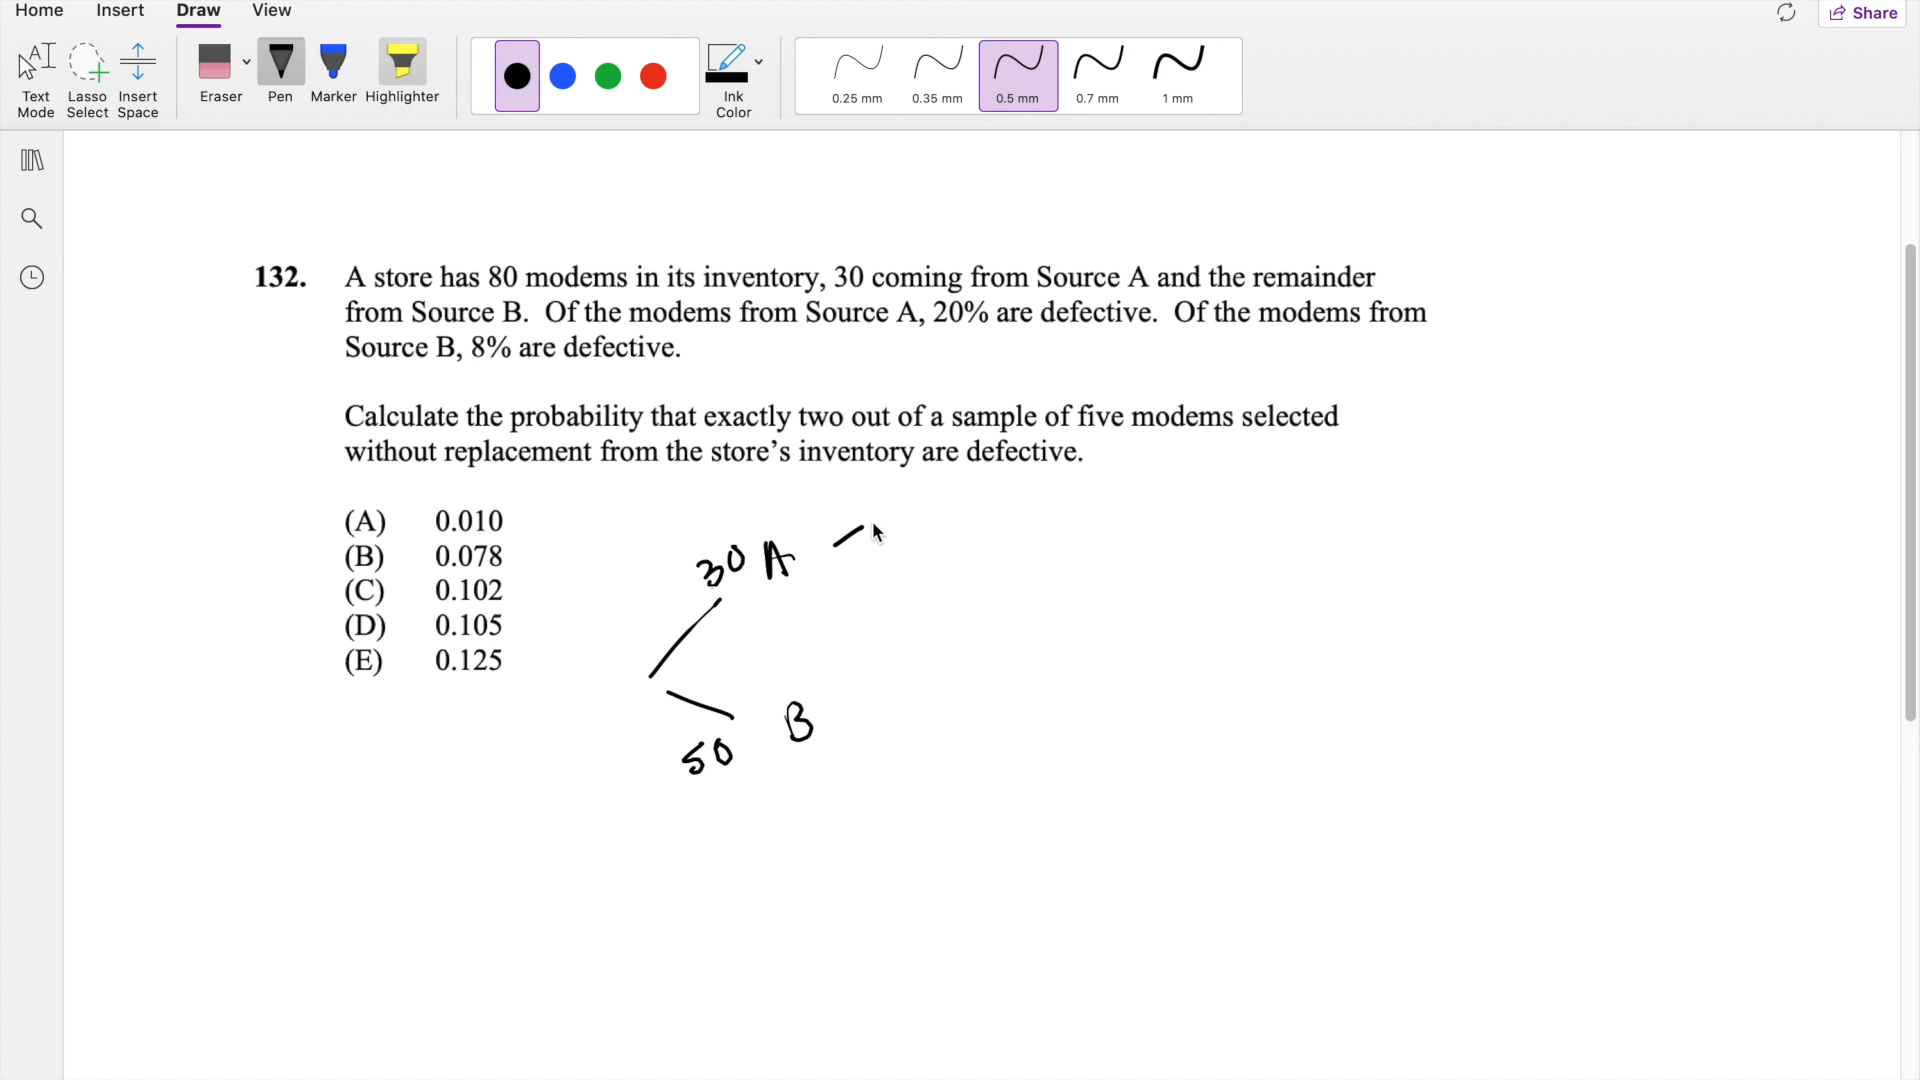 Home Insert Draw View
Share
Text Mode
Lasso Select
Insert Space
Eraser
Pen
Marker
Highlighter
Ink Color
0.25 mm
0.35 mm
0.5 mm
0.7 mm
1 mm
132. A store has 80 modems in its inventory, 30 coming from Source A and the remainder
from Source B. Of the modems from Source A, 20% are defective. Of the modems from
Source B, 8% are defective.
Calculate the probability that exactly two out of a sample of five modems selected
without replacement from the store’s inventory are defective.
(A) 0.010
(B) 0.078
(C) 0.102
(D) 0.105
(E) 0.125
30 A
B
50